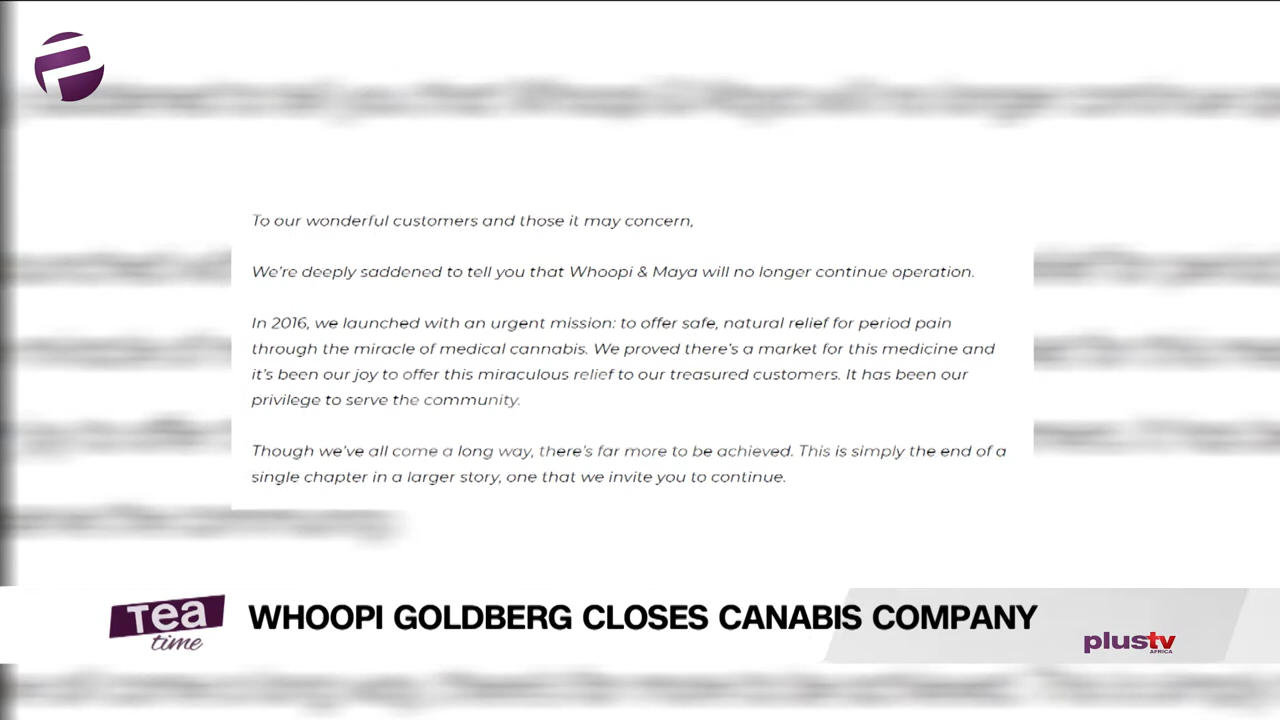 To our wonderful customers and those it may concern,
We're deeply saddened to tell you that Whoopi & Maya will no longer continue operation.
In 2016, we launched with an urgent mission: to offer safe, natural relief for period pain
through the miracle of medical cannabis. We proved there's a market for this medicine and
it's been our joy to offer this miraculous relief to our treasured customers. It has been our
privilege to serve the community.
Though we've all come a long way, there's far more to be achieved. This is simply the end of a
single chapter in a larger story, one that we invite you to continue.
Tea
time
WHOOPI GOLDBERG CLOSES CANABIS COMPANY
plustv
AFRICA